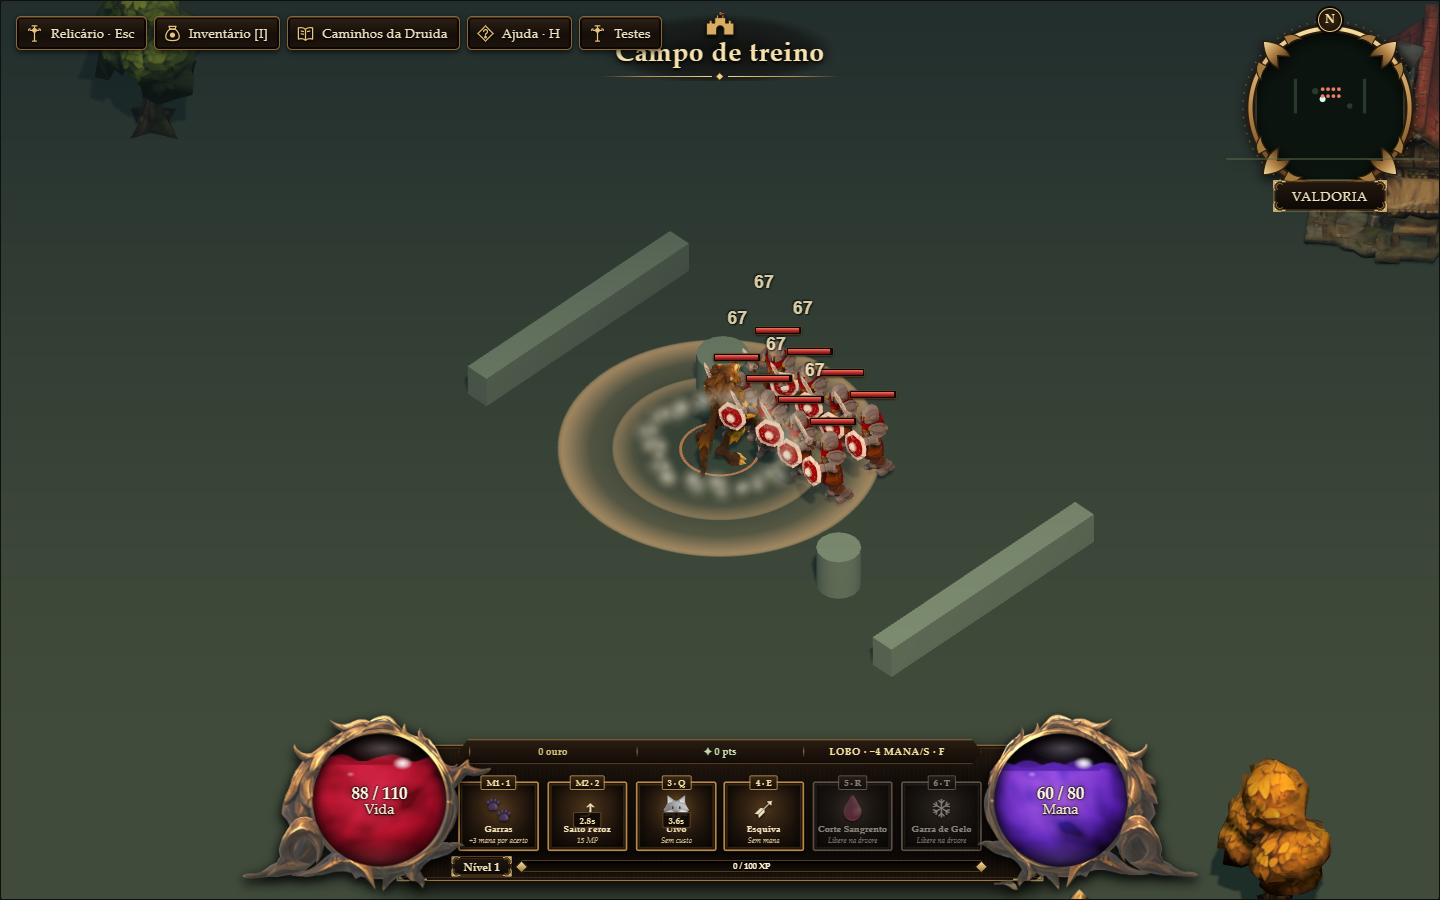 Relicário · Esc
Inventário [I]
Caminhos da Druida
Ajuda · H
Testes
Campo de treino
N
VALDORIA
67
67
67
67
67
0 ouro
0 pts
LOBO · −4 MANA/S · F
88 / 110
Vida
M1 · 1
Garras
+3 mana por acerto
M2 · 2
2.8s
Salto Feroz
15 MP
3 · Q
3.6s
Uivo
Sem custo
4 · E
Esquiva
Sem mana
5 · R
Corte Sangrento
Libere na árvore
6 · T
Garra de Gelo
Libere na árvore
60 / 80
Mana
Nível 1
0 / 100 XP